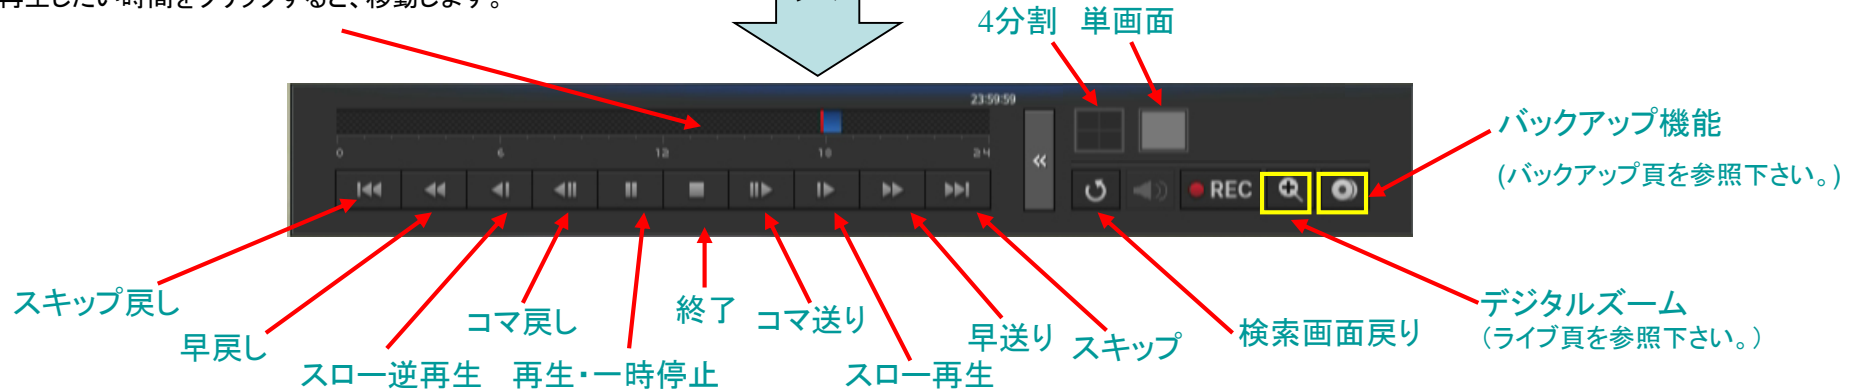 再生したい時間をクリックすると、移動します。
4分割 単画面
23:59:59
0 6 12 18 24
REC
バックアップ機能
(バックアップ頁を参照下さい。)
スキップ戻し
早戻し
スロー逆再生
コマ戻し
再生・一時停止
終了
コマ送り
スロー再生
早送り
スキップ
検索画面戻り
デジタルズーム
(ライブ頁を参照下さい。)